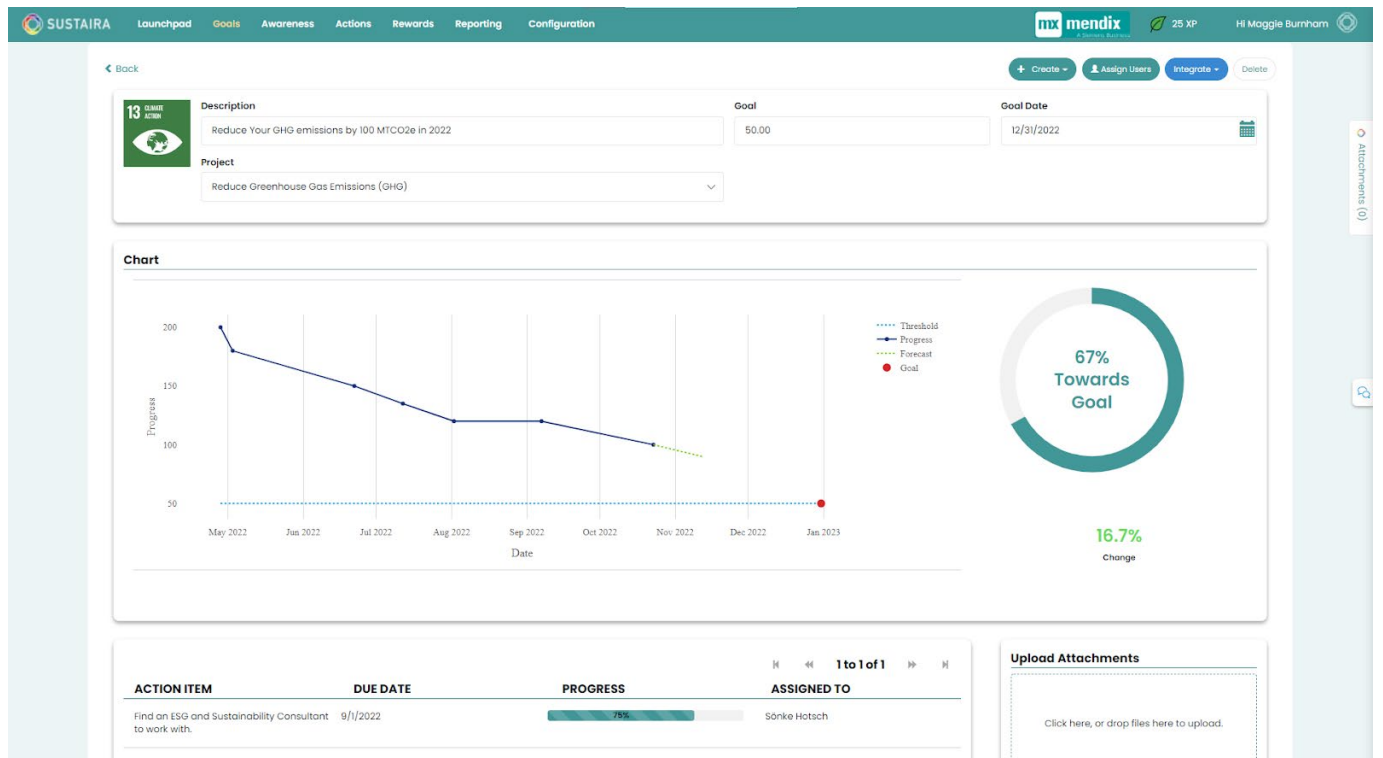 SUSTAIRA Launchpad Goals Awareness Actions Rewards Reporting Configuration mx mendix A Siemens Business 25 XP Hi Maggie Burnham
Back + Create Assign Users Integrate Delete
13 CLIMATE ACTION
Description Goal Goal Date
Reduce Your GHG emissions by 100 MTCO2e in 2022 50.00 12/31/2022
Project
Reduce Greenhouse Gas Emissions (GHG)
Attachments (0)
Chart
200
150
100
50
Progress
May 2022 Jun 2022 Jul 2022 Aug 2022 Sep 2022 Oct 2022 Nov 2022 Dec 2022 Jan 2023
Date
Threshold
Progress
Forecast
Goal
67%
Towards
Goal
16.7%
Change
1 to 1 of 1
ACTION ITEM DUE DATE PROGRESS ASSIGNED TO
Find an ESG and Sustainability Consultant 9/1/2022 75% Sönke Hotsch
to work with.
Upload Attachments
Click here, or drop files here to upload.